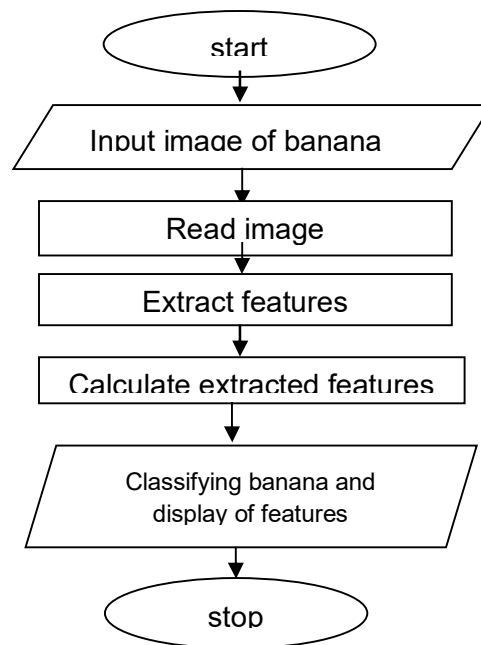 start
Input image of banana
Read image
Extract features
Calculate extracted features
Classifying banana and
display of features
stop